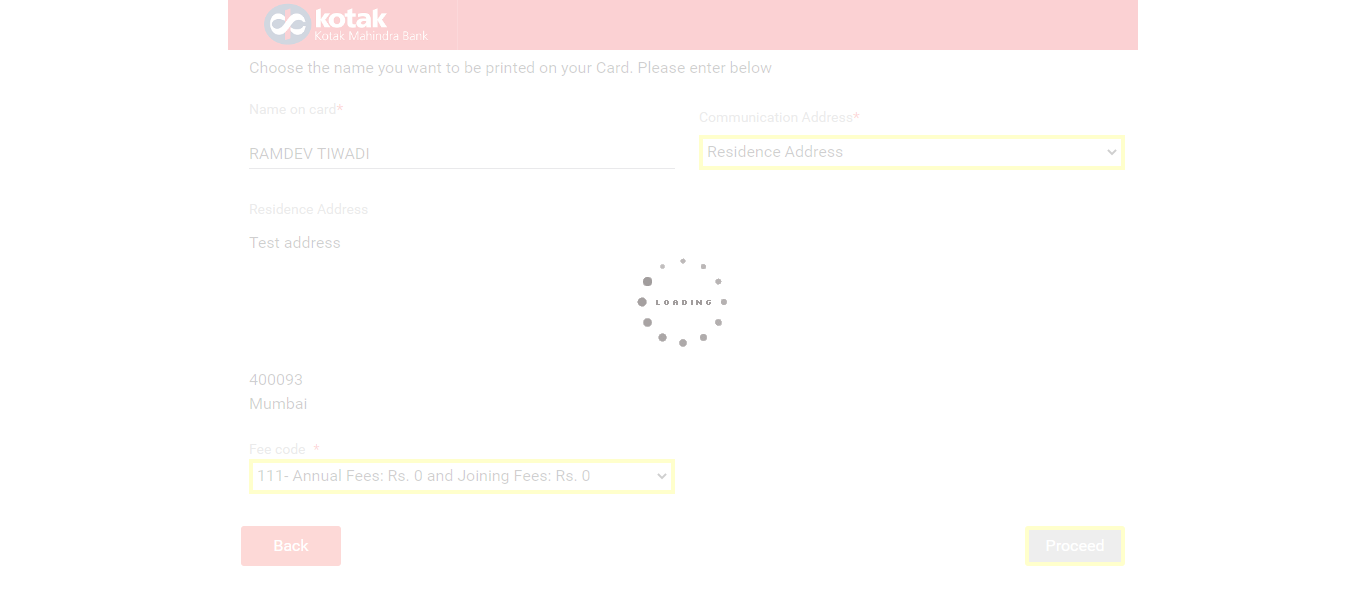 kotak
Kotak Mahindra Bank
Choose the name you want to be printed on your Card. Please enter below
Name on card*
Communication Address*
RAMDEV TIWADI
Residence Address
Residence Address
Test address
LOADING
400093
Mumbai
Fee code *
111- Annual Fees: Rs. 0 and Joining Fees: Rs. 0
Back
Proceed